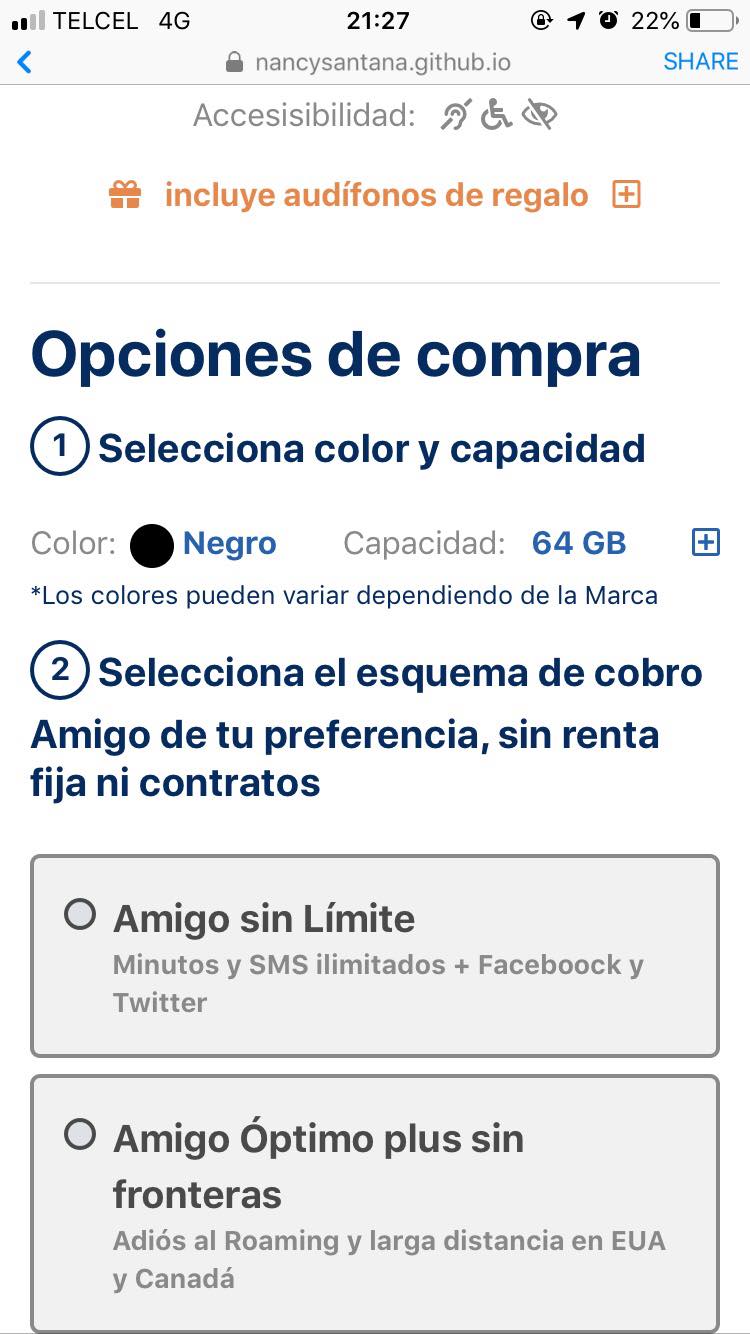 TELCEL 4G 21:27 22%
nancysantana.github.io SHARE
Accesisibilidad:
incluye audífonos de regalo
Opciones de compra
1 Selecciona color y capacidad
Color: Negro Capacidad: 64 GB
*Los colores pueden variar dependiendo de la Marca
2 Selecciona el esquema de cobro
Amigo de tu preferencia, sin renta
fija ni contratos
Amigo sin Límite
Minutos y SMS ilimitados + Faceboock y
Twitter
Amigo Óptimo plus sin
fronteras
Adiós al Roaming y larga distancia en EUA
y Canadá